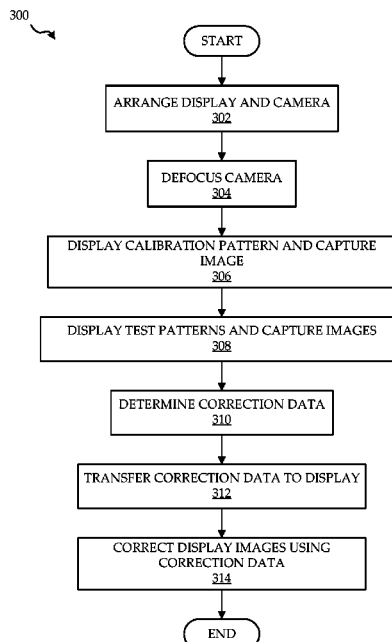 300
START
ARRANGE DISPLAY AND CAMERA
302
DEFOCUS CAMERA
304
DISPLAY CALIBRATION PATTERN AND CAPTURE
IMAGE
306
DISPLAY TEST PATTERNS AND CAPTURE IMAGES
308
DETERMINE CORRECTION DATA
310
TRANSFER CORRECTION DATA TO DISPLAY
312
CORRECT DISPLAY IMAGES USING
CORRECTION DATA
314
END